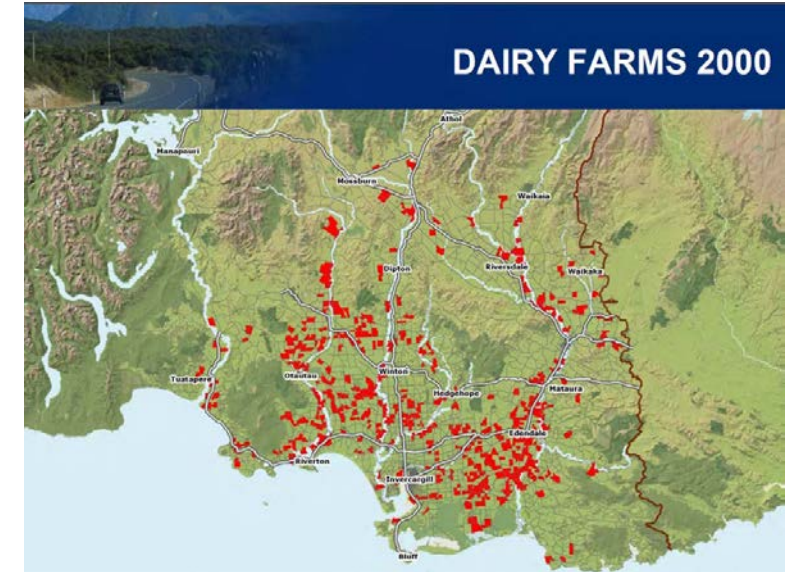 DAIRY FARMS 2000
Athol
Manapouri
Mossburn
Waikaia
Dipton
Riversdale
Waikaka
Tuatapere
Otautau
Winton
Hedgehope
Mataura
Edendale
Riverton
Invercargill
Bluff